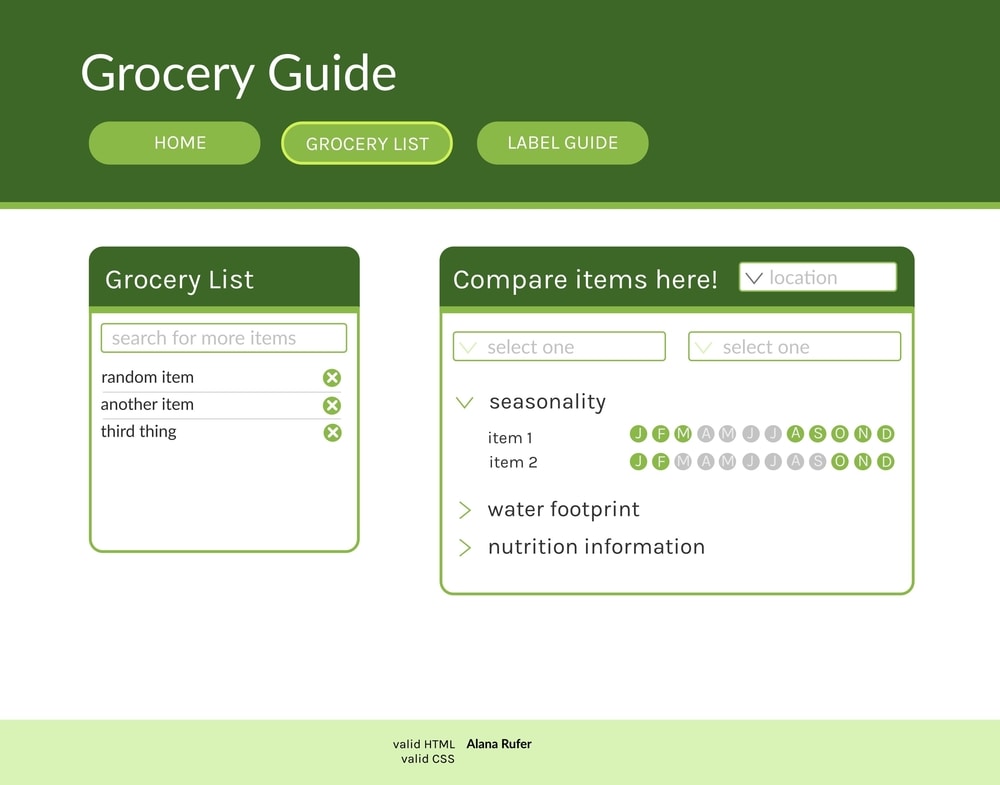 Grocery Guide
HOME GROCERY LIST LABEL GUIDE
Grocery List
search for more items
random item
another item
third thing
Compare items here! location
select one select one
seasonality
item 1 J F M A M J J A S O N D
item 2 J F M A M J J A S O N D
water footprint
nutrition information
valid HTML Alana Rufer
valid CSS